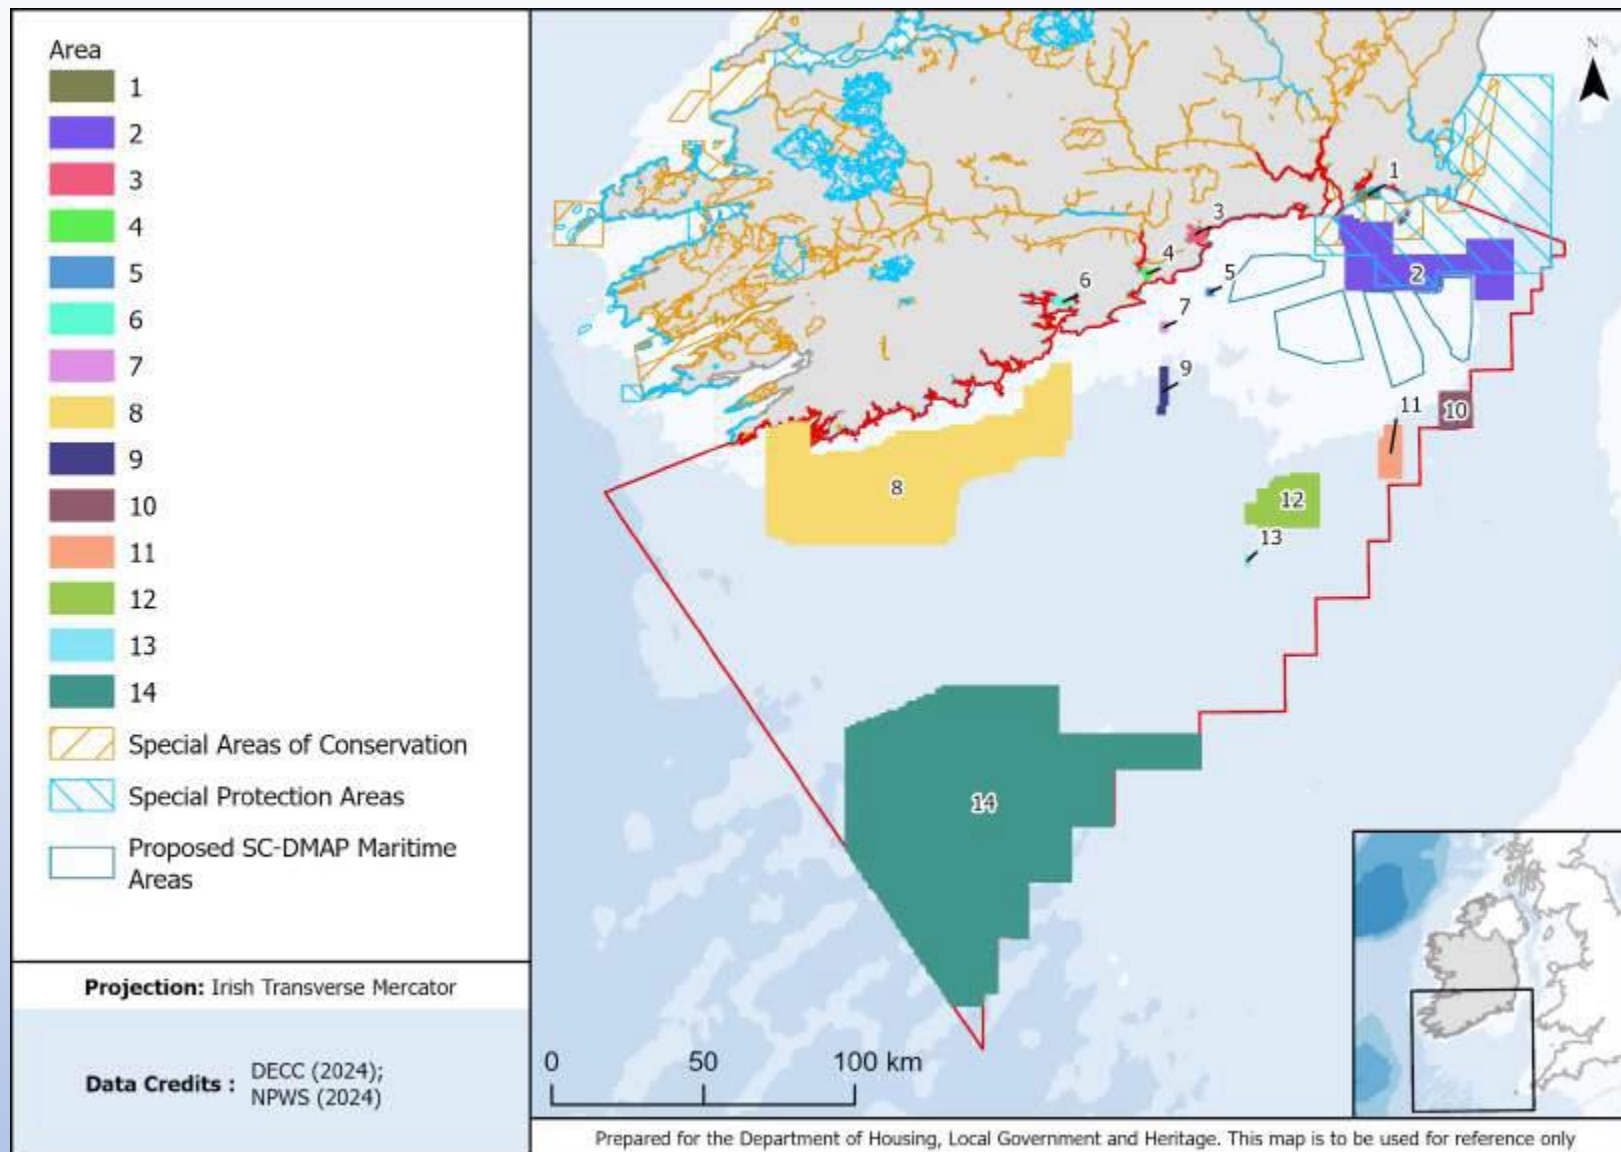 Area
1
2
3
4
5
6
7
8
9
10
11
12
13
14
Special Areas of Conservation
Special Protection Areas
Proposed SC-DMAP Maritime
Areas
Projection: Irish Transverse Mercator
Data Credits : DECC (2024);
NPWS (2024)
N
1
3
2
4
5
6
7
9
11
10
8
12
13
14
0 50 100 km
Prepared for the Department of Housing, Local Government and Heritage. This map is to be used for reference only